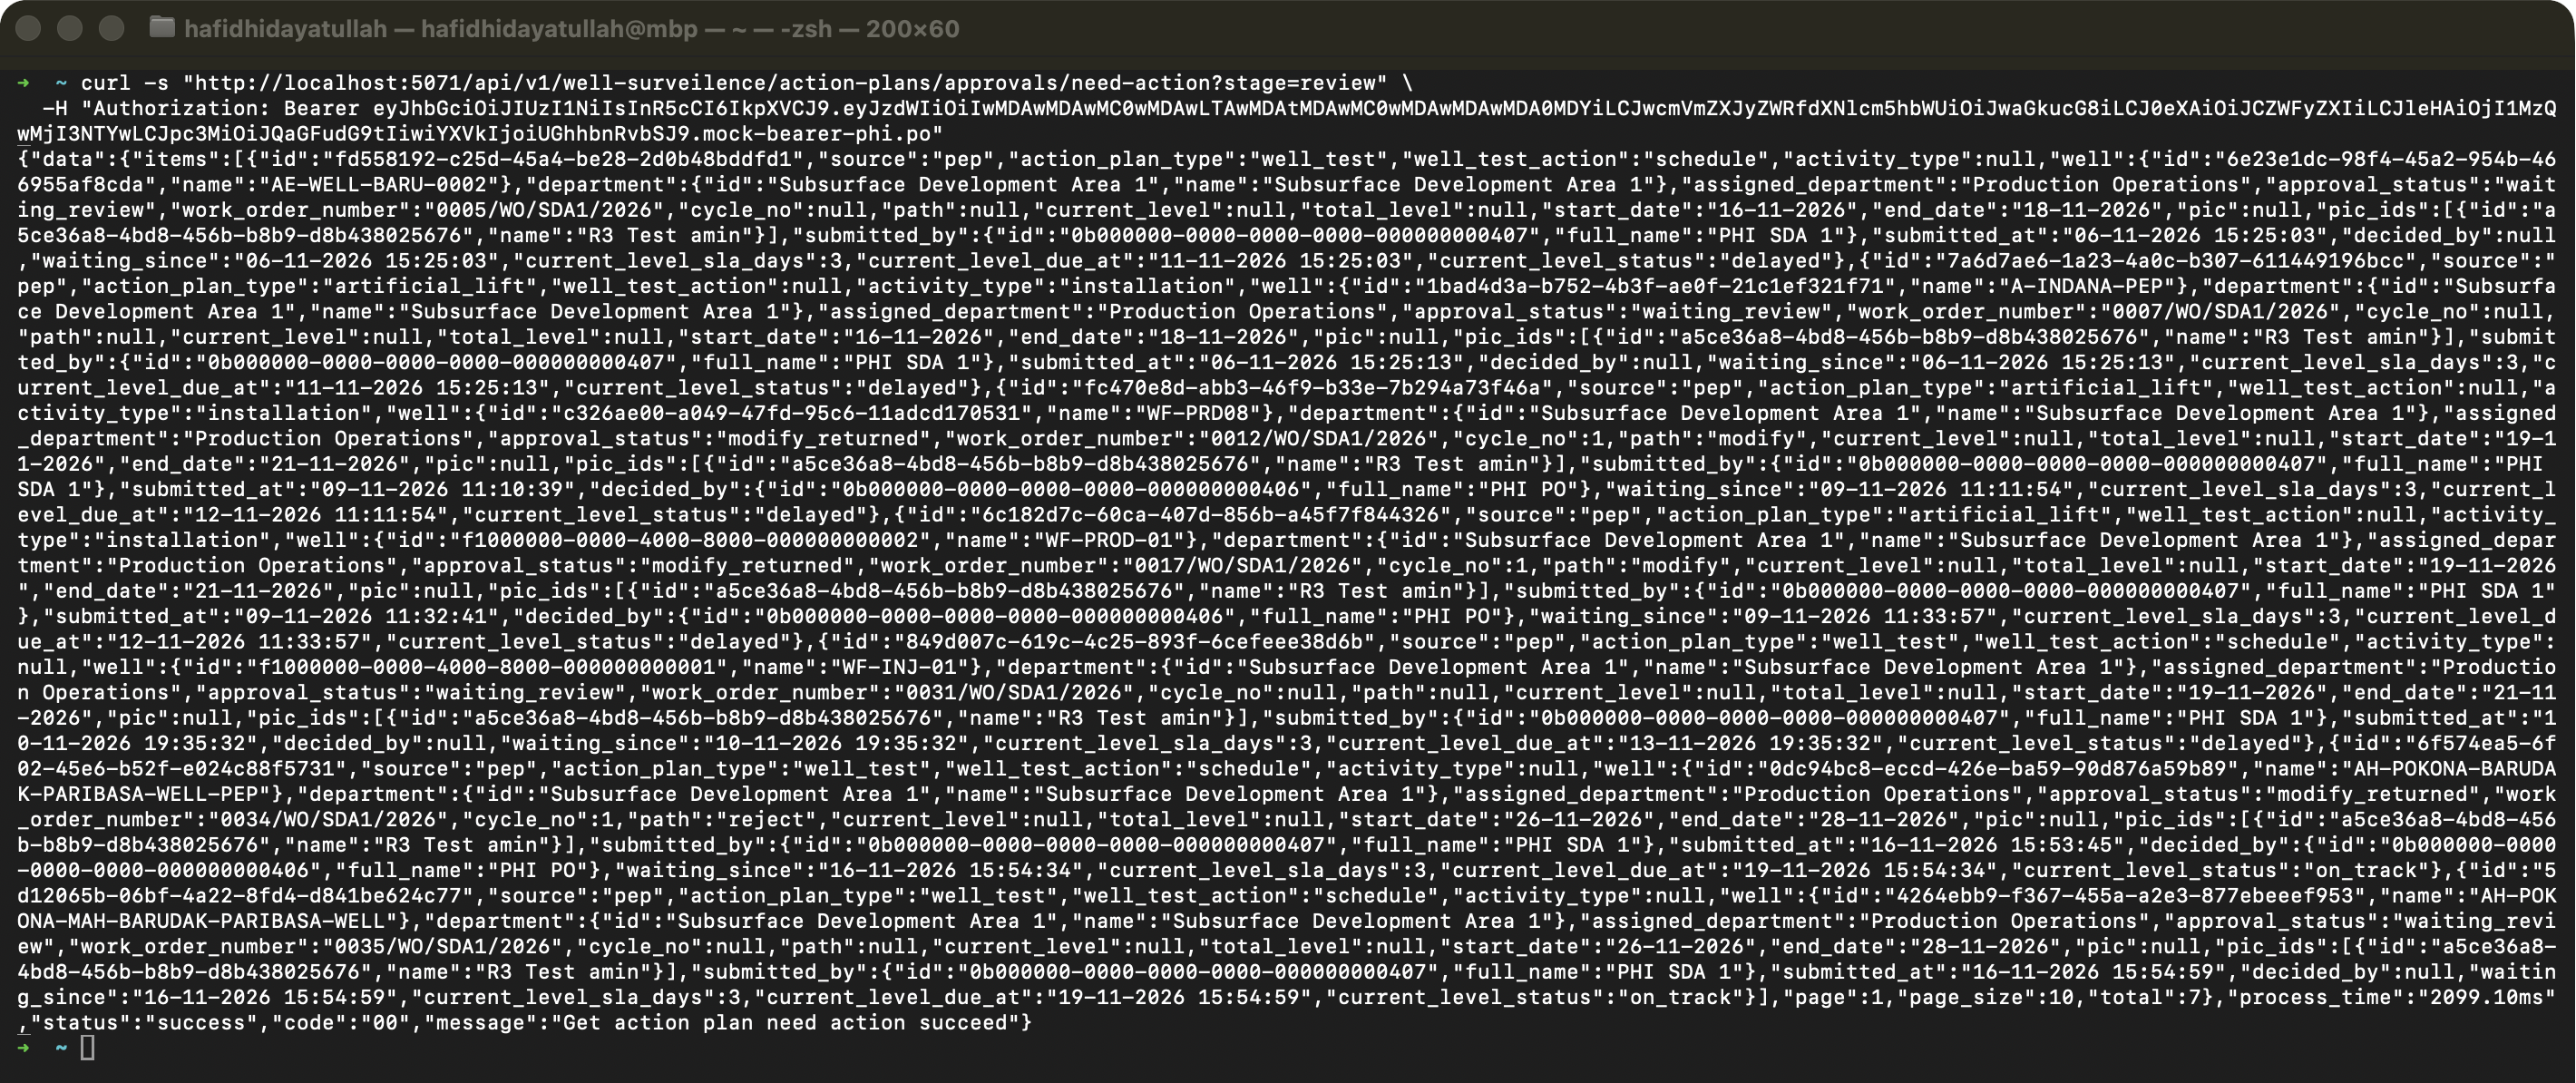 hafidhidayatullah — hafidhidayatullah@mbp — ~ — -zsh — 200×60
➜  ~ curl -s "http://localhost:5071/api/v1/well-surveilence/action-plans/approvals/need-action?stage=review" \
  -H "Authorization: Bearer eyJhbGciOiJIUzI1NiIsInR5cCI6IkpXVCJ9.eyJzdWIiOiIwMDAwMDAwMC0wMDAwLTAwMDAtMDAwMC0wMDAwMDAwMDA0MDYiLCJwcmVmZXJyZWRfdXNlcm5hbWUiOiJwaGkucG8iLCJ0eXAiOiJCZWFyZXIiLCJleHAiOjI1MzQ
wMjI3NTYwLCJpc3MiOiJQaGFudG9tIiwiYXVkIjoiUGhhbnRvbSJ9.mock-bearer-phi.po"
{"data":{"items":[{"id":"fd558192-c25d-45a4-be28-2d0b48bddfd1","source":"pep","action_plan_type":"well_test","well_test_action":"schedule","activity_type":null,"well":{"id":"6e23e1dc-98f4-45a2-954b-46
6955af8cda","name":"AE-WELL-BARU-0002"},"department":{"id":"Subsurface Development Area 1","name":"Subsurface Development Area 1"},"assigned_department":"Production Operations","approval_status":"wait
ing_review","work_order_number":"0005/WO/SDA1/2026","cycle_no":null,"path":null,"current_level":null,"total_level":null,"start_date":"16-11-2026","end_date":"18-11-2026","pic":null,"pic_ids":[{"id":"a
5ce36a8-4bd8-456b-b8b9-d8b438025676","name":"R3 Test amin"}],"submitted_by":{"id":"0b000000-0000-0000-0000-000000000407","full_name":"PHI SDA 1"},"submitted_at":"06-11-2026 15:25:03","decided_by":null
,"waiting_since":"06-11-2026 15:25:03","current_level_sla_days":3,"current_level_due_at":"11-11-2026 15:25:03","current_level_status":"delayed"},{"id":"7a6d7ae6-1a23-4a0c-b307-611449196bcc","source":"
pep","action_plan_type":"artificial_lift","well_test_action":null,"activity_type":"installation","well":{"id":"1bad4d3a-b752-4b3f-ae0f-21c1ef321f71","name":"A-INDANA-PEP"},"department":{"id":"Subsurfa
ce Development Area 1","name":"Subsurface Development Area 1"},"assigned_department":"Production Operations","approval_status":"waiting_review","work_order_number":"0007/WO/SDA1/2026","cycle_no":null,
"path":null,"current_level":null,"total_level":null,"start_date":"16-11-2026","end_date":"18-11-2026","pic":null,"pic_ids":[{"id":"a5ce36a8-4bd8-456b-b8b9-d8b438025676","name":"R3 Test amin"}],"submit
ted_by":{"id":"0b000000-0000-0000-0000-000000000407","full_name":"PHI SDA 1"},"submitted_at":"06-11-2026 15:25:13","decided_by":null,"waiting_since":"06-11-2026 15:25:13","current_level_sla_days":3,"c
urrent_level_due_at":"11-11-2026 15:25:13","current_level_status":"delayed"},{"id":"fc470e8d-abb3-46f9-b33e-7b294a73f46a","source":"pep","action_plan_type":"artificial_lift","well_test_action":null,"a
ctivity_type":"installation","well":{"id":"c326ae00-a049-47fd-95c6-11adcd170531","name":"WF-PRD08"},"department":{"id":"Subsurface Development Area 1","name":"Subsurface Development Area 1"},"assigned
_department":"Production Operations","approval_status":"modify_returned","work_order_number":"0012/WO/SDA1/2026","cycle_no":1,"path":"modify","current_level":null,"total_level":null,"start_date":"19-1
1-2026","end_date":"21-11-2026","pic":null,"pic_ids":[{"id":"a5ce36a8-4bd8-456b-b8b9-d8b438025676","name":"R3 Test amin"}],"submitted_by":{"id":"0b000000-0000-0000-0000-000000000407","full_name":"PHI 
SDA 1"},"submitted_at":"09-11-2026 11:10:39","decided_by":{"id":"0b000000-0000-0000-0000-000000000406","full_name":"PHI PO"},"waiting_since":"09-11-2026 11:11:54","current_level_sla_days":3,"current_l
evel_due_at":"12-11-2026 11:11:54","current_level_status":"delayed"},{"id":"6c182d7c-60ca-407d-856b-a45f7f844326","source":"pep","action_plan_type":"artificial_lift","well_test_action":null,"activity_
type":"installation","well":{"id":"f1000000-0000-4000-8000-000000000002","name":"WF-PROD-01"},"department":{"id":"Subsurface Development Area 1","name":"Subsurface Development Area 1"},"assigned_depar
tment":"Production Operations","approval_status":"modify_returned","work_order_number":"0017/WO/SDA1/2026","cycle_no":1,"path":"modify","current_level":null,"total_level":null,"start_date":"19-11-2026
","end_date":"21-11-2026","pic":null,"pic_ids":[{"id":"a5ce36a8-4bd8-456b-b8b9-d8b438025676","name":"R3 Test amin"}],"submitted_by":{"id":"0b000000-0000-0000-0000-000000000407","full_name":"PHI SDA 1"
},"submitted_at":"09-11-2026 11:32:41","decided_by":{"id":"0b000000-0000-0000-0000-000000000406","full_name":"PHI PO"},"waiting_since":"09-11-2026 11:33:57","current_level_sla_days":3,"current_level_d
ue_at":"12-11-2026 11:33:57","current_level_status":"delayed"},{"id":"849d007c-619c-4c25-893f-6cefeee38d6b","source":"pep","action_plan_type":"well_test","well_test_action":"schedule","activity_type":
null,"well":{"id":"f1000000-0000-4000-8000-000000000001","name":"WF-INJ-01"},"department":{"id":"Subsurface Development Area 1","name":"Subsurface Development Area 1"},"assigned_department":"Productio
n Operations","approval_status":"waiting_review","work_order_number":"0031/WO/SDA1/2026","cycle_no":null,"path":null,"current_level":null,"total_level":null,"start_date":"19-11-2026","end_date":"21-11
-2026","pic":null,"pic_ids":[{"id":"a5ce36a8-4bd8-456b-b8b9-d8b438025676","name":"R3 Test amin"}],"submitted_by":{"id":"0b000000-0000-0000-0000-000000000407","full_name":"PHI SDA 1"},"submitted_at":"1
0-11-2026 19:35:32","decided_by":null,"waiting_since":"10-11-2026 19:35:32","current_level_sla_days":3,"current_level_due_at":"13-11-2026 19:35:32","current_level_status":"delayed"},{"id":"6f574ea5-6f
02-45e6-b52f-e024c88f5731","source":"pep","action_plan_type":"well_test","well_test_action":"schedule","activity_type":null,"well":{"id":"0dc94bc8-eccd-426e-ba59-90d876a59b89","name":"AH-POKONA-BARUDA
K-PARIBASA-WELL-PEP"},"department":{"id":"Subsurface Development Area 1","name":"Subsurface Development Area 1"},"assigned_department":"Production Operations","approval_status":"modify_returned","work
_order_number":"0034/WO/SDA1/2026","cycle_no":1,"path":"reject","current_level":null,"total_level":null,"start_date":"26-11-2026","end_date":"28-11-2026","pic":null,"pic_ids":[{"id":"a5ce36a8-4bd8-456
b-b8b9-d8b438025676","name":"R3 Test amin"}],"submitted_by":{"id":"0b000000-0000-0000-0000-000000000407","full_name":"PHI SDA 1"},"submitted_at":"16-11-2026 15:53:45","decided_by":{"id":"0b000000-0000
-0000-0000-000000000406","full_name":"PHI PO"},"waiting_since":"16-11-2026 15:54:34","current_level_sla_days":3,"current_level_due_at":"19-11-2026 15:54:34","current_level_status":"on_track"},{"id":"5
d12065b-06bf-4a22-8fd4-d841be624c77","source":"pep","action_plan_type":"well_test","well_test_action":"schedule","activity_type":null,"well":{"id":"4264ebb9-f367-455a-a2e3-877ebeeef953","name":"AH-POK
ONA-MAH-BARUDAK-PARIBASA-WELL"},"department":{"id":"Subsurface Development Area 1","name":"Subsurface Development Area 1"},"assigned_department":"Production Operations","approval_status":"waiting_revi
ew","work_order_number":"0035/WO/SDA1/2026","cycle_no":null,"path":null,"current_level":null,"total_level":null,"start_date":"26-11-2026","end_date":"28-11-2026","pic":null,"pic_ids":[{"id":"a5ce36a8-
4bd8-456b-b8b9-d8b438025676","name":"R3 Test amin"}],"submitted_by":{"id":"0b000000-0000-0000-0000-000000000407","full_name":"PHI SDA 1"},"submitted_at":"16-11-2026 15:54:59","decided_by":null,"waitin
g_since":"16-11-2026 15:54:59","current_level_sla_days":3,"current_level_due_at":"19-11-2026 15:54:59","current_level_status":"on_track"}],"page":1,"page_size":10,"total":7},"process_time":"2099.10ms"
,"status":"success","code":"00","message":"Get action plan need action succeed"}
➜  ~